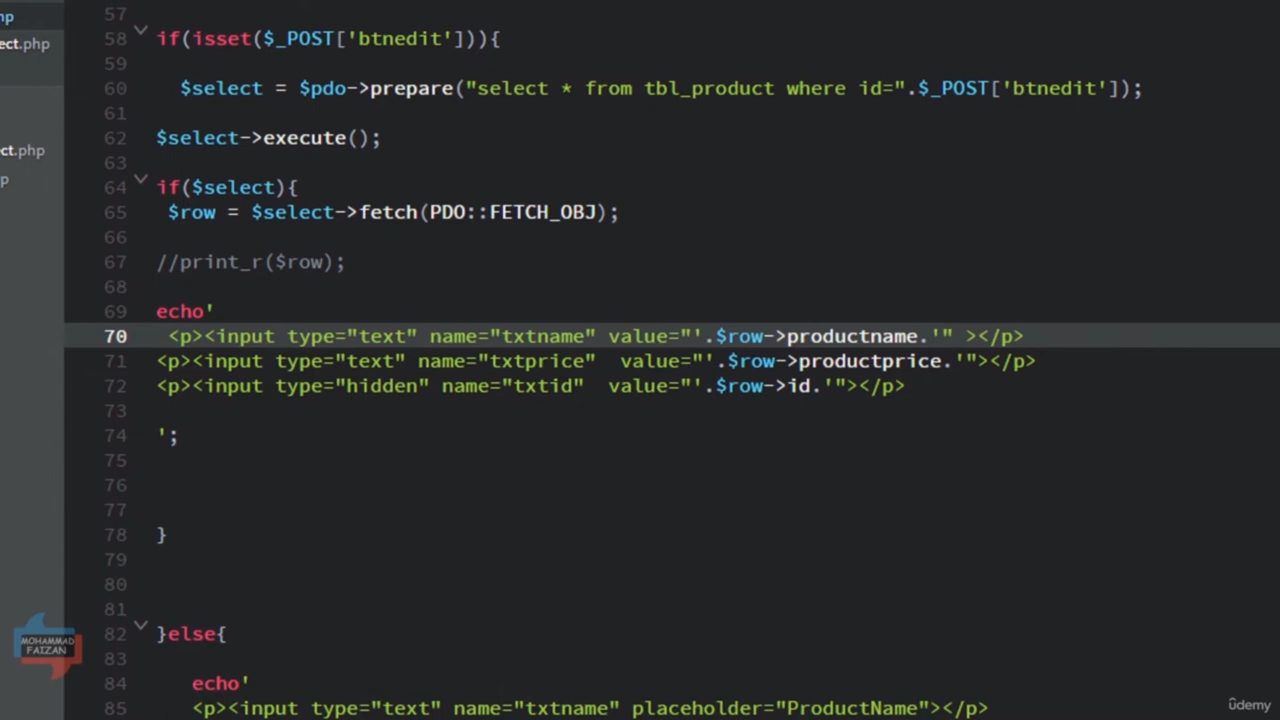 hp
ect.php
ect.php
p
57
58 if(isset($_POST['btnedit'])){
59
60 $select = $pdo->prepare("select * from tbl_product where id=".$_POST['btnedit']);
61
62 $select->execute();
63
64 if($select){
65 $row = $select->fetch(PDO::FETCH_OBJ);
66
67 //print_r($row);
68
69 echo'
70 <p><input type="text" name="txtname" value="'.$row->productname.'" ></p>
71 <p><input type="text" name="txtprice"  value="'.$row->productprice.'"></p>
72 <p><input type="hidden" name="txtid"  value="'.$row->id.'"></p>
73
74 ';
75
76
77
78 }
79
80
81
82 }else{
83
84 echo'
85 <p><input type="text" name="txtname" placeholder="ProductName"></p>
MOHAMMAD
FAIZAN
ûdemy